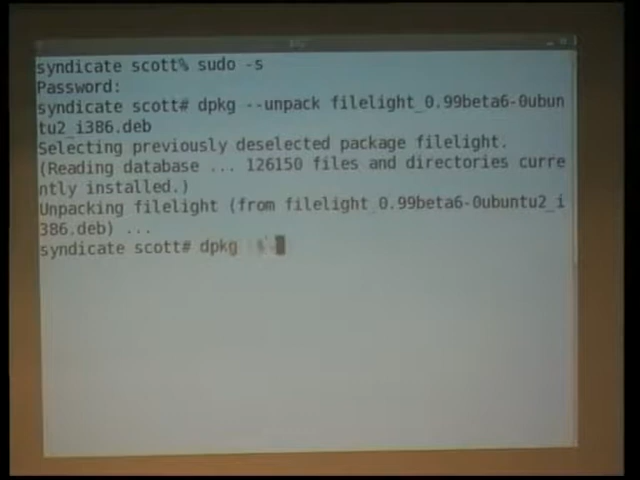 syndicate scott% sudo -s
Password:
syndicate scott# dpkg --unpack filelight_0.99beta6-0ubun
tu2_i386.deb
Selecting previously deselected package filelight.
(Reading database ... 126150 files and directories curre
ntly installed.)
Unpacking filelight (from filelight_0.99beta6-0ubuntu2_i
386.deb) ...
syndicate scott# dpkg